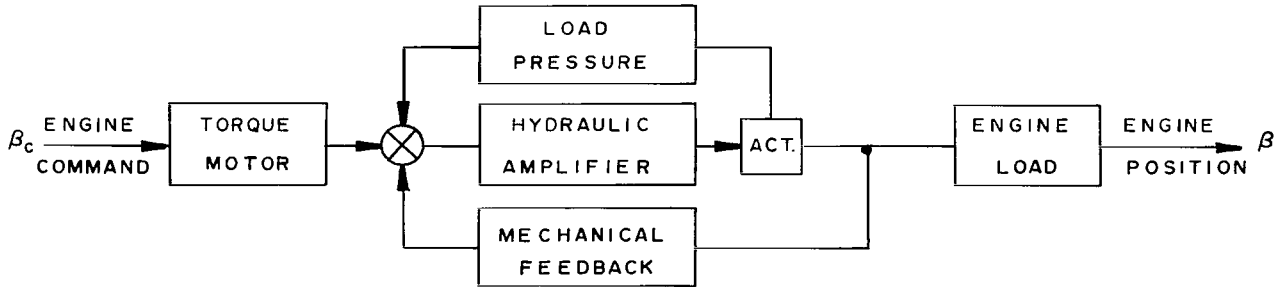 LOAD
PRESSURE
βc
ENGINE
COMMAND
TORQUE
MOTOR
HYDRAULIC
AMPLIFIER
ACT.
ENGINE
LOAD
ENGINE
POSITION
β
MECHANICAL
FEEDBACK